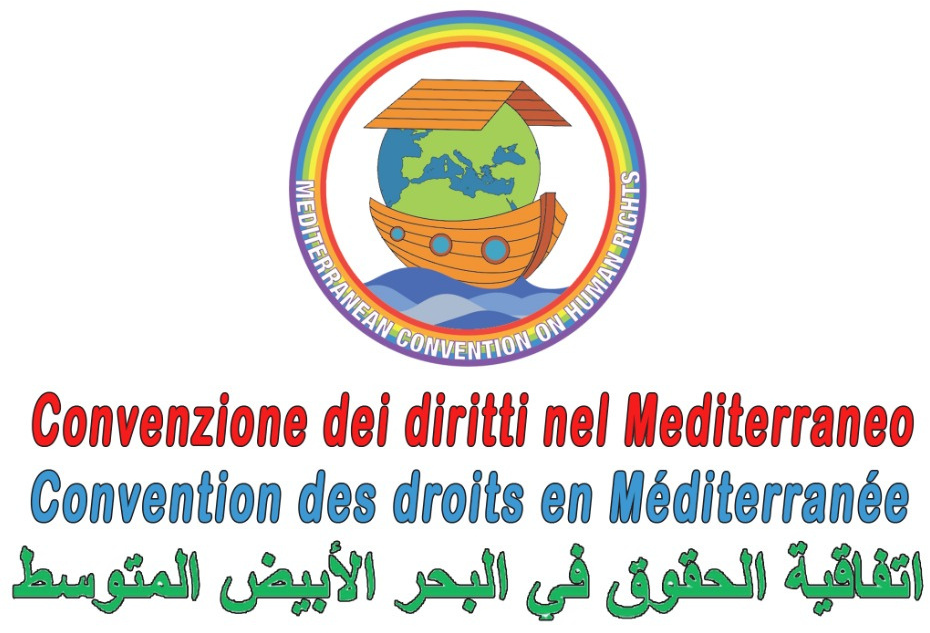 MEDITERRANEAN CONVENTION ON HUMAN RIGHTS
Convenzione dei diritti nel Mediterraneo
Convention des droits en Méditerranée
اتفاقية الحقوق في البحر الأبيض المتوسط